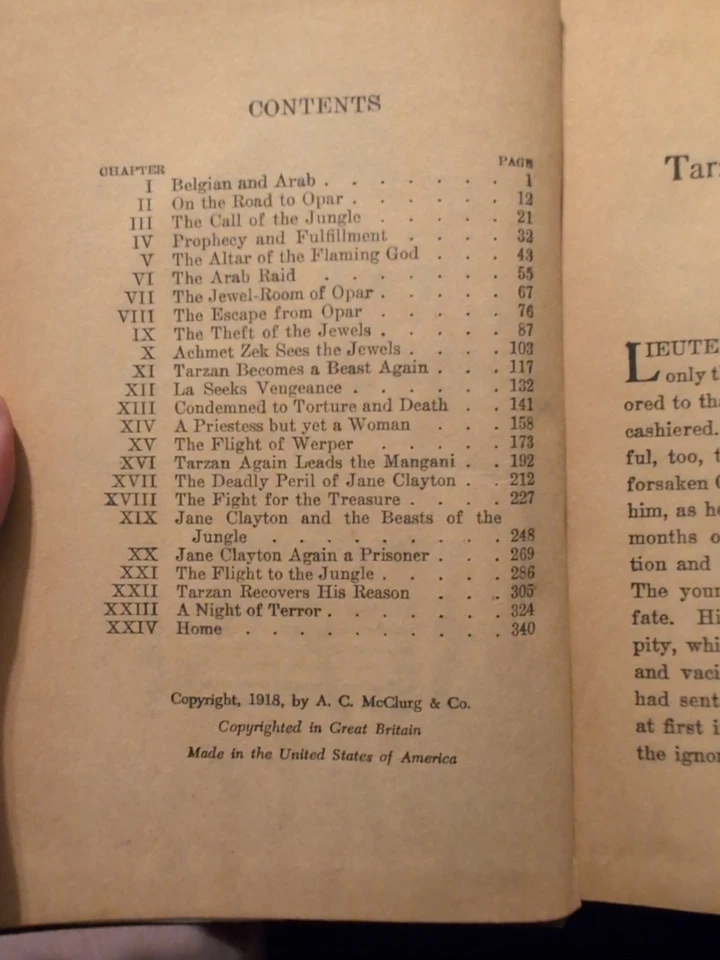 CONTENTS
CHAPTER PAGE
I Belgian and Arab . . . . . . . 1
II On the Road to Opar . . . . . . 12
III The Call of the Jungle . . . . . 21
IV Prophecy and Fulfillment . . . . 32
V The Altar of the Flaming God . . . 43
VI The Arab Raid . . . . . . . 55
VII The Jewel-Room of Opar . . . . . 67
VIII The Escape from Opar . . . . . 76
IX The Theft of the Jewels . . . . . 87
X Achmet Zek Sees the Jewels . . . . 103
XI Tarzan Becomes a Beast Again . . . 117
XII La Seeks Vengeance . . . . . . 132
XIII Condemned to Torture and Death . . 141
XIV A Priestess but yet a Woman . . . 158
XV The Flight of Werper . . . . . 173
XVI Tarzan Again Leads the Mangani . . 192
XVII The Deadly Peril of Jane Clayton . . 212
XVIII The Fight for the Treasure . . . . 227
XIX Jane Clayton and the Beasts of the
Jungle . . . . . . . . . 248
XX Jane Clayton Again a Prisoner . . . 269
XXI The Flight to the Jungle . . . . . 286
XXII Tarzan Recovers His Reason . . . 305
XXIII A Night of Terror . . . . . . . 324
XXIV Home . . . . . . . . . . 340
Copyright, 1918, by A. C. McClurg & Co.
Copyrighted in Great Britain
Made in the United States of America
Tar
LIEUTE
only t
ored to tha
cashiered.
ful, too, t
forsaken
him, as he
months o
tion and
The your
fate. Hi
pity, whi
and vaci
had sent
at first i
the ignor